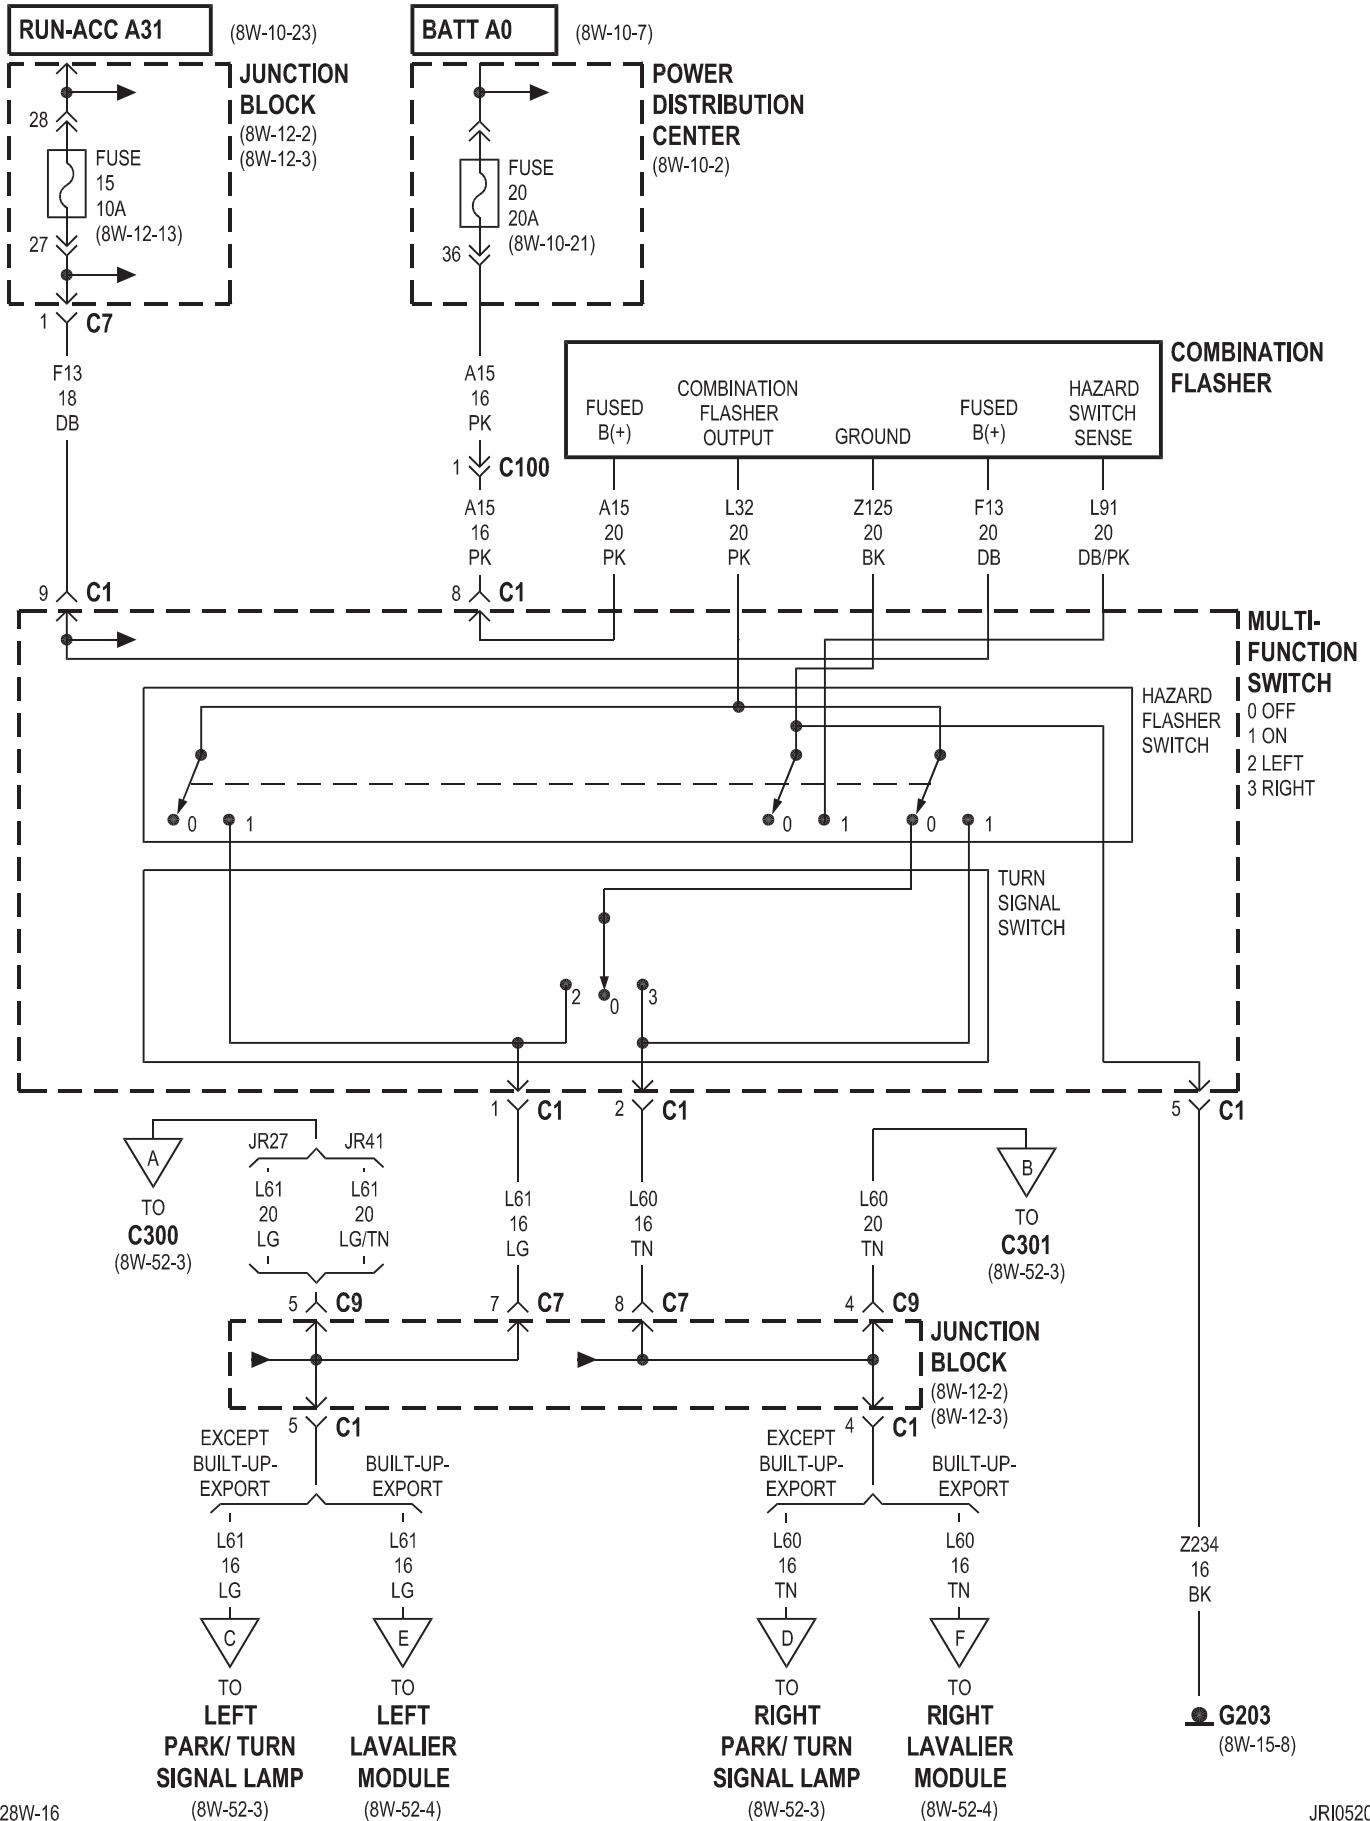 RUN-ACC A31
(8W-10-23)
BATT A0
(8W-10-7)
JUNCTION
BLOCK
(8W-12-2)
(8W-12-3)
28
FUSE
15
10A
(8W-12-13)
27
1
C7
POWER
DISTRIBUTION
CENTER
(8W-10-2)
FUSE
20
20A
(8W-10-21)
36
F13
18
DB
A15
16
PK
1
C100
A15
16
PK
COMBINATION
FLASHER
FUSED
B(+)
COMBINATION
FLASHER
OUTPUT
GROUND
FUSED
B(+)
HAZARD
SWITCH
SENSE
A15
20
PK
L32
20
PK
Z125
20
BK
F13
20
DB
L91
20
DB/PK
9
C1
8
C1
MULTI-
FUNCTION
SWITCH
0 OFF
1 ON
2 LEFT
3 RIGHT
HAZARD
FLASHER
SWITCH
0
1
0
1
0
1
TURN
SIGNAL
SWITCH
2
0
3
1
C1
2
C1
5
C1
A
TO
C300
(8W-52-3)
JR27
JR41
L61
20
LG
L61
20
LG/TN
L61
16
LG
L60
16
TN
L60
20
TN
B
TO
C301
(8W-52-3)
5
C9
7
C7
8
C7
4
C9
JUNCTION
BLOCK
(8W-12-2)
(8W-12-3)
5
C1
4
C1
EXCEPT
BUILT-UP-
EXPORT
BUILT-UP-
EXPORT
EXCEPT
BUILT-UP-
EXPORT
BUILT-UP-
EXPORT
L61
16
LG
L61
16
LG
L60
16
TN
L60
16
TN
Z234
16
BK
C
TO
LEFT
PARK/ TURN
SIGNAL LAMP
(8W-52-3)
E
TO
LEFT
LAVALIER
MODULE
(8W-52-4)
D
TO
RIGHT
PARK/ TURN
SIGNAL LAMP
(8W-52-3)
F
TO
RIGHT
LAVALIER
MODULE
(8W-52-4)
G203
(8W-15-8)
28W-16
JRI0520